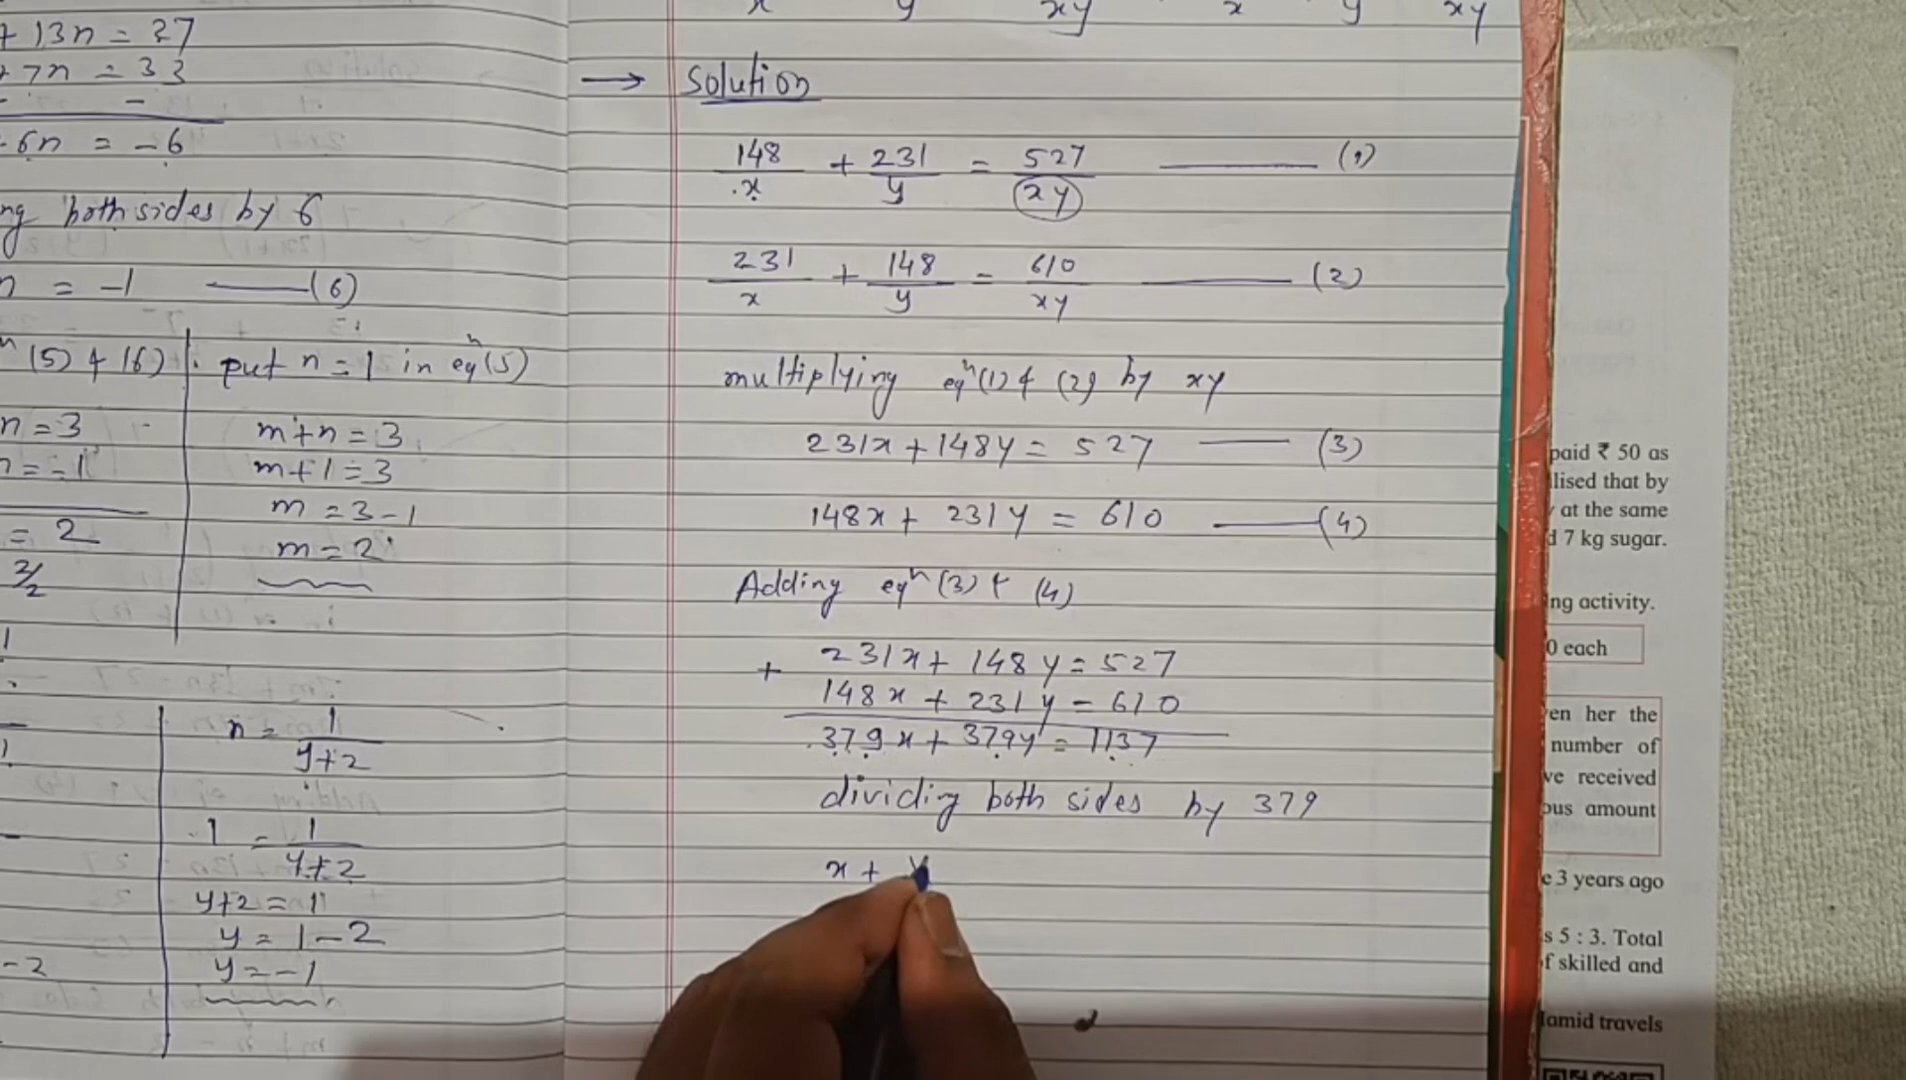 + 13n = 27
+ 7n = 33
- -
6n = -6
both sides by 6
n = -1 ——(6)
(5) & (6)
n = 3
n = -1
= 2
3/2
put n = 1 in eqⁿ(5)
m+n = 3
m+1 = 3
m = 3-1
m = 2
n = 1/(y+2)
1 = 1/(y+2)
y+2 = 1
y = 1-2
y = -1
-2
x y xy x y xy
→ Solution
148/x + 231/y = 527/xy ——— (1)
231/x + 148/y = 610/xy ——— (2)
multiplying eqⁿ(1) & (2) by xy
231x + 148y = 527 —— (3)
148x + 231y = 610 ——(4)
Adding eqⁿ (3) & (4)
+ 231x + 148y = 527
148x + 231y = 610
379x + 379y = 1137
dividing both sides by 379
x + y
paid ₹ 50 as
lised that by
at the same
d 7 kg sugar.
ng activity.
0 each
en her the
number of
ve received
ous amount
e 3 years ago
s 5 : 3. Total
f skilled and
Hamid travels